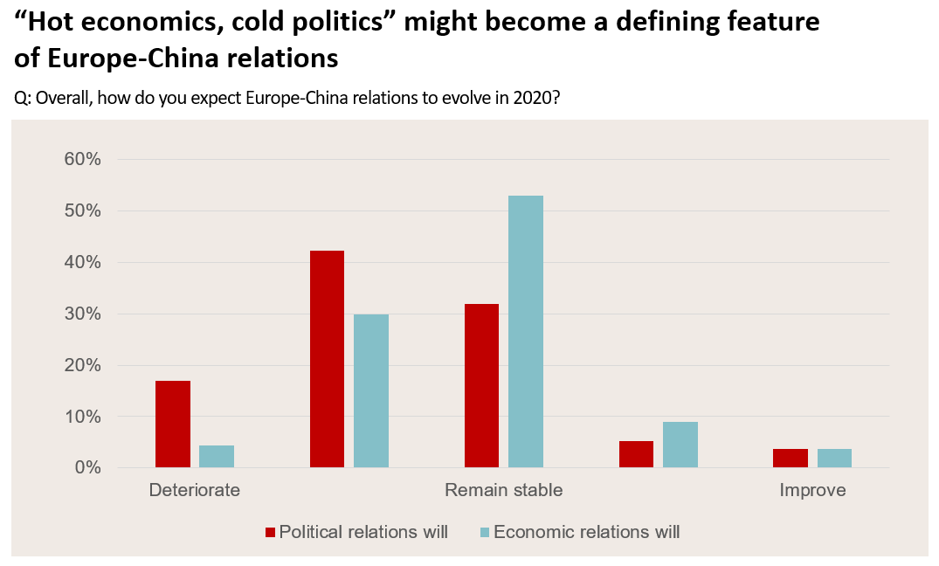 “Hot economics, cold politics” might become a defining feature
of Europe-China relations
Q: Overall, how do you expect Europe-China relations to evolve in 2020?
60%
50%
40%
30%
20%
10%
0%
Deteriorate Remain stable Improve
Political relations will Economic relations will